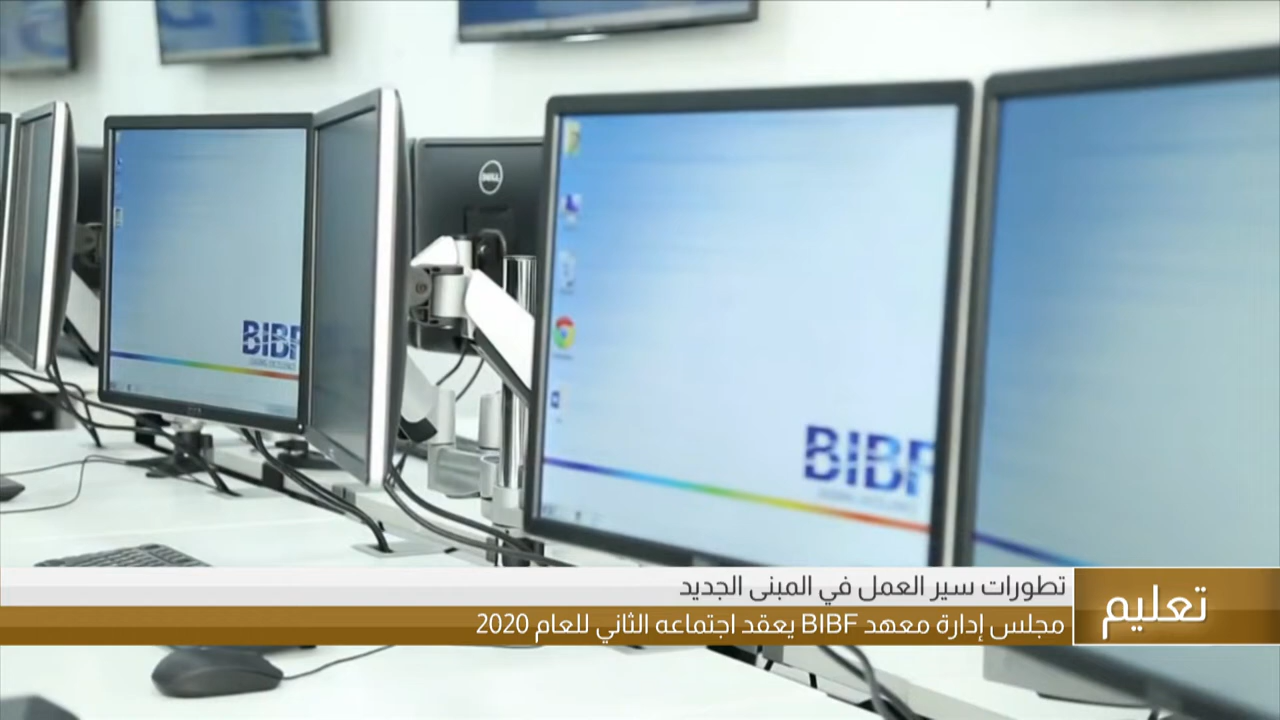 DELL
BIBF
BIBF
تطورات سير العمل في المبنى الجديد
تعليم
مجلس إدارة معهد BIBF يعقد اجتماعه الثاني للعام 2020